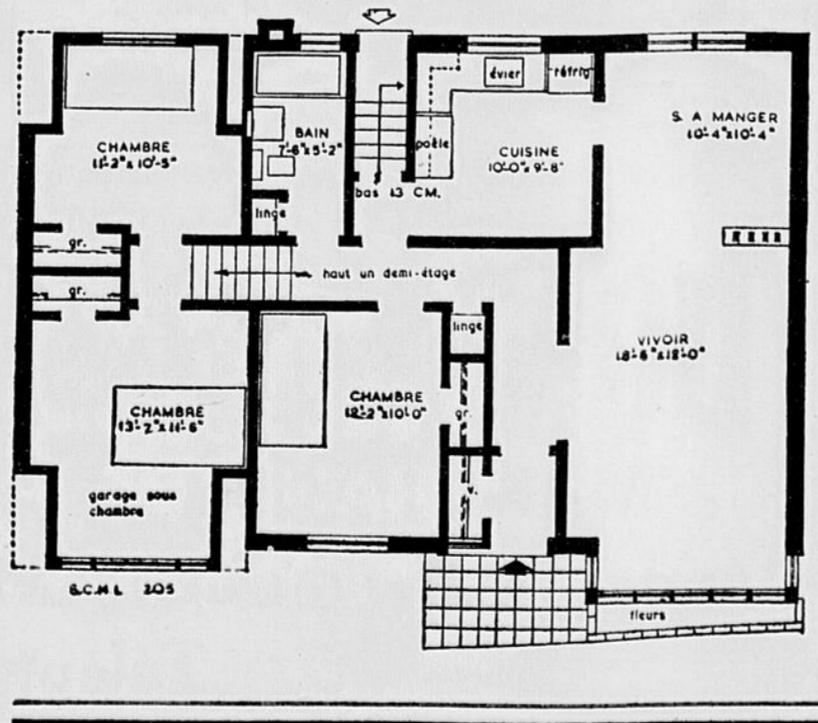 évier
réfrig
poêle
CHAMBRE
11'-2" x 10'-5"
BAIN
7'-6" x 5'-2"
CUISINE
10'-0" x 9'-8"
S. A MANGER
10'-4" x 10'-4"
bas 13 CM.
linge
gr.
gr.
haut un demi-étage
linge
VIVOIR
18'-6" x 12'-0"
CHAMBRE
13'-2" x 11'-6"
CHAMBRE
12'-2" x 10'-0"
gr.
v.
garage sous
chambre
S.C.H.L. 205
fleurs